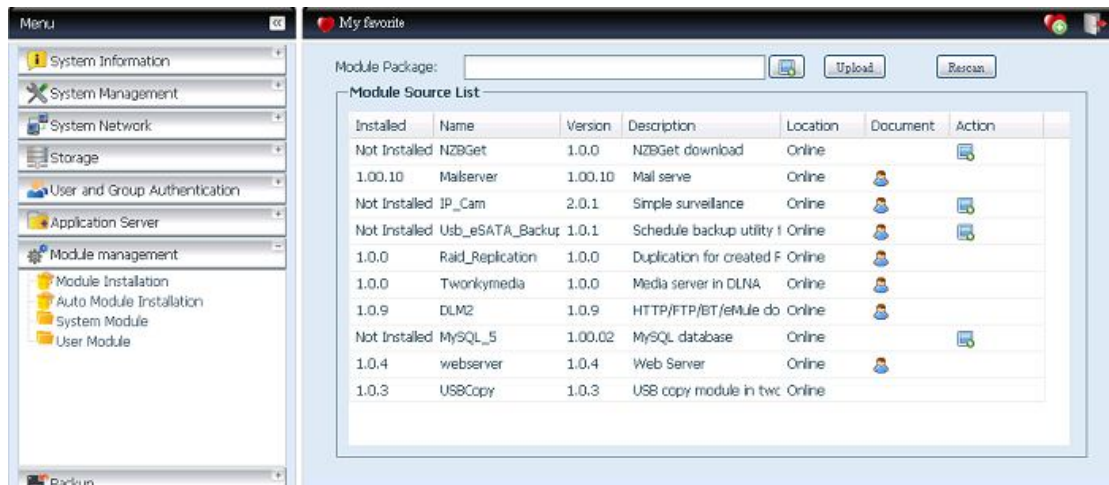 Menu
System Information
System Management
System Network
Storage
User and Group Authentication
Application Server
Module management
Module Installation
Auto Module Installation
System Module
User Module
Backup
My favorite
Module Package: Upload Rescan
Module Source List
Installed Name Version Description Location Document Action
Not Installed NZBGet 1.0.0 NZBGet download Online
1.00.10 Mailserver 1.00.10 Mail serve Online
Not Installed IP_Cam 2.0.1 Simple surveillance Online
Not Installed Usb_eSATA_Backup 1.0.1 Schedule backup utility f Online
1.0.0 Raid_Replication 1.0.0 Duplication for created F Online
1.0.0 Twonkymedia 1.0.0 Media server in DLNA Online
1.0.9 DLM2 1.0.9 HTTP/FTP/BT/eMule do Online
Not Installed MySQL_5 1.00.02 MySQL database Online
1.0.4 webserver 1.0.4 Web Server Online
1.0.3 USBCopy 1.0.3 USB copy module in twc Online